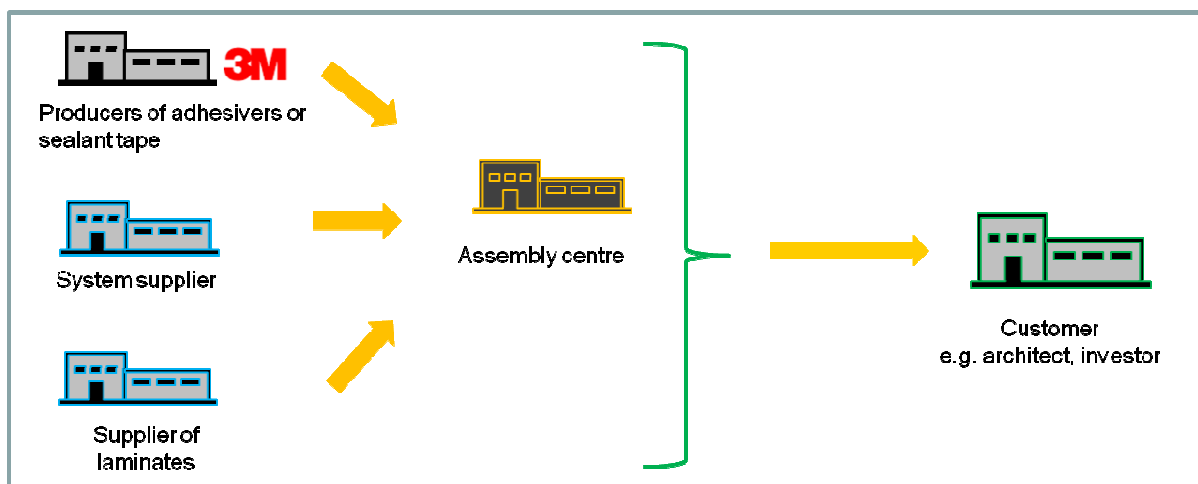 3M
Producers of adhesivers or
sealant tape
System supplier
Supplier of
laminates
Assembly centre
Customer
e.g. architect, investor